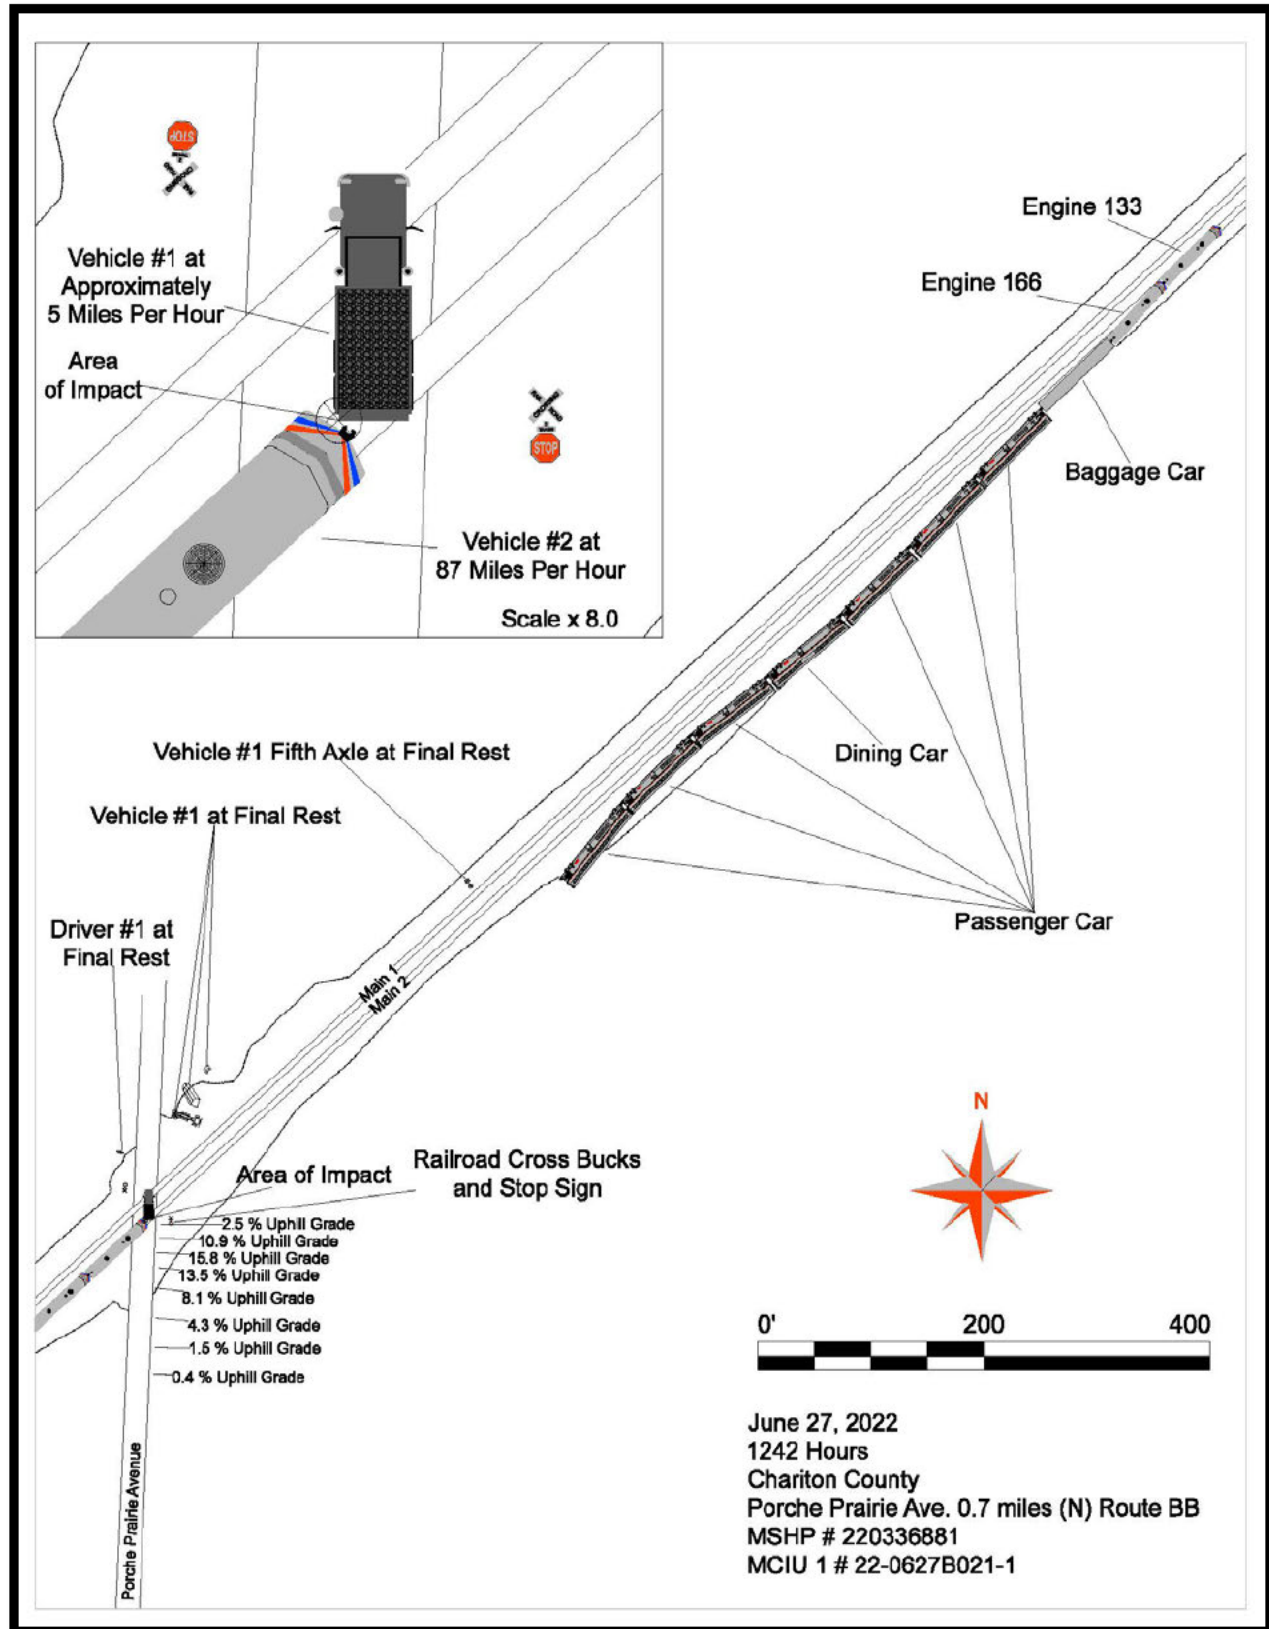 STOP
Vehicle #1 at
Approximately
5 Miles Per Hour
Area
of Impact
STOP
Vehicle #2 at
87 Miles Per Hour
Scale x 8.0
Engine 133
Engine 166
Baggage Car
Dining Car
Passenger Car
Vehicle #1 Fifth Axle at Final Rest
Vehicle #1 at Final Rest
Driver #1 at
Final Rest
Main 1
Main 2
Area of Impact
Railroad Cross Bucks
and Stop Sign
2.5 % Uphill Grade
10.9 % Uphill Grade
15.8 % Uphill Grade
13.5 % Uphill Grade
8.1 % Uphill Grade
4.3 % Uphill Grade
1.5 % Uphill Grade
0.4 % Uphill Grade
Porche Prairie Avenue
N
0' 200 400
June 27, 2022
1242 Hours
Chariton County
Porche Prairie Ave. 0.7 miles (N) Route BB
MSHP # 220336881
MCIU 1 # 22-0627B021-1